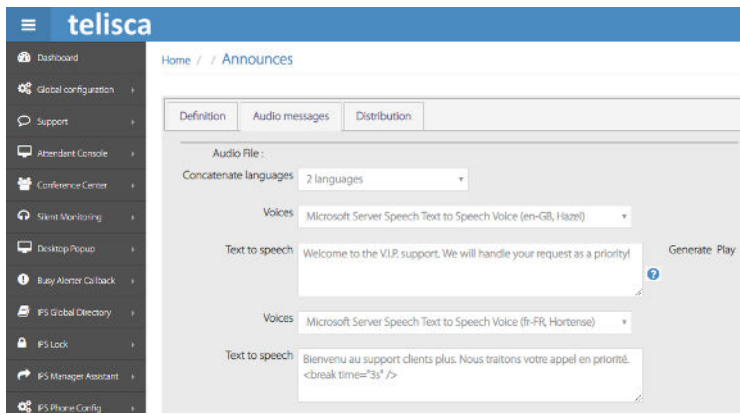 telisca
Dashboard
Home / / Announces
Global configuration
Support
Definition
Audio messages
Distribution
Attendant Console
Audio File :
Concatenate languages
2 languages
Conference Center
Silent Monitoring
Voices
Microsoft Server Speech Text to Speech Voice (en-GB, Hazel)
Desktop Popup
Text to speech
Welcome to the V.I.P. support. We will handle your request as a priority!
Generate Play
?
Busy Alerter Callback
IPS Global Directory
Voices
Microsoft Server Speech Text to Speech Voice (fr-FR, Hortense)
IPS Lock
IPS Manager Assistant
Text to speech
Bienvenu au support clients plus. Nous traitons votre appel en priorité.
<break time="3s" />
IPS Phone Config